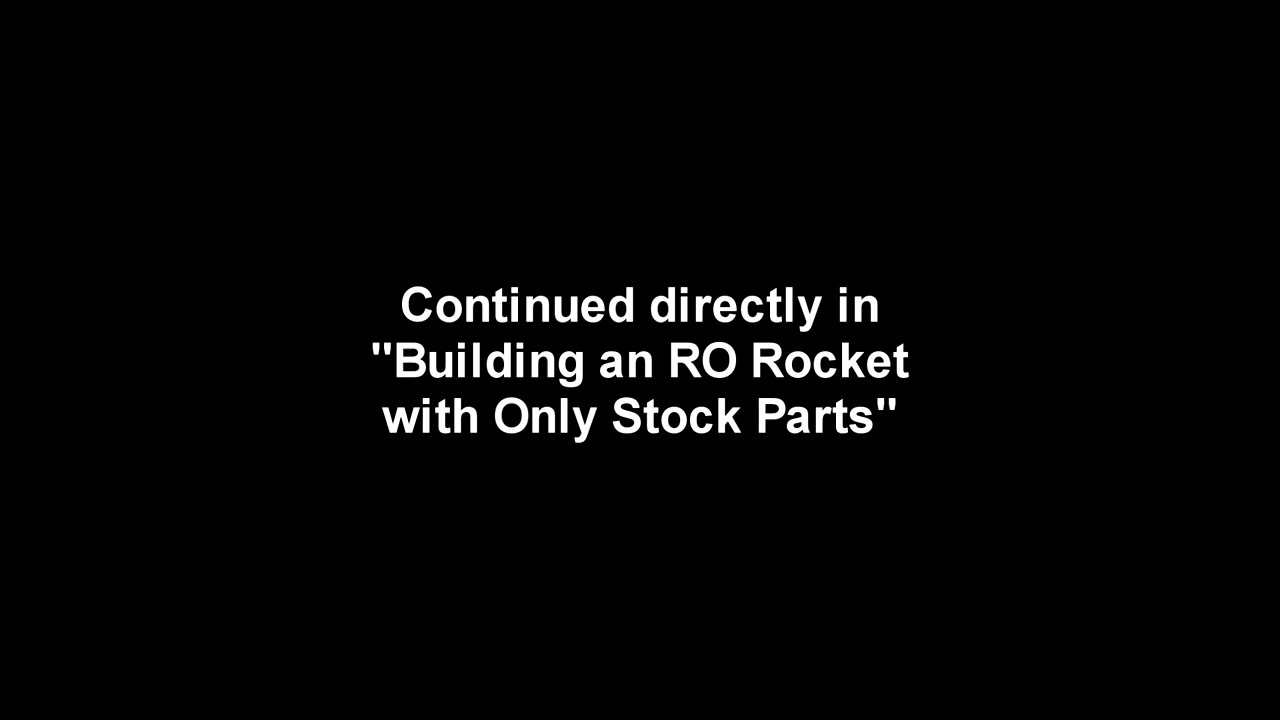 Continued directly in
"Building an RO Rocket
with Only Stock Parts"